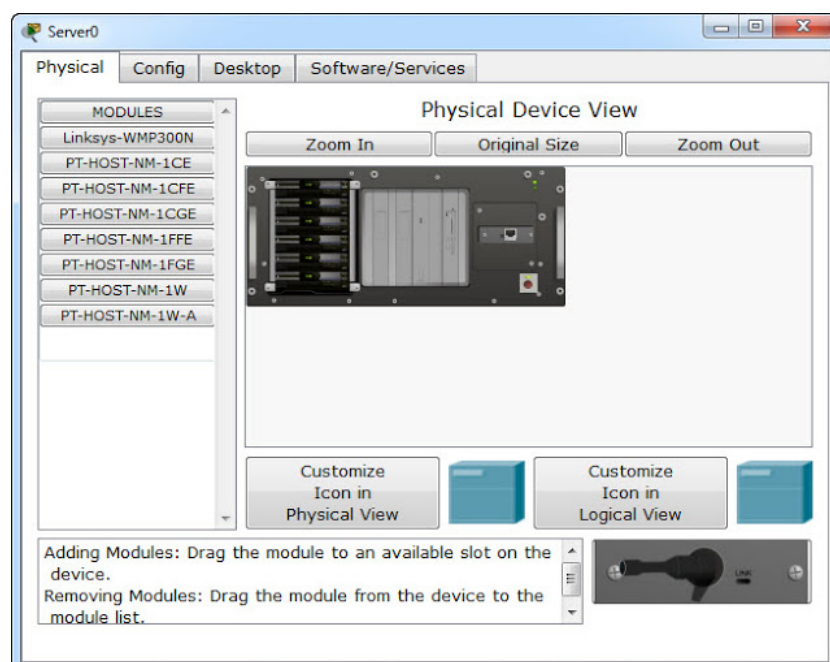 Server0
Physical
Config
Desktop
Software/Services
MODULES
Linksys-WMP300N
PT-HOST-NM-1CE
PT-HOST-NM-1CFE
PT-HOST-NM-1CGE
PT-HOST-NM-1FFE
PT-HOST-NM-1FGE
PT-HOST-NM-1W
PT-HOST-NM-1W-A
Physical Device View
Zoom In
Original Size
Zoom Out
Customize
Icon in
Physical View
Customize
Icon in
Logical View
Adding Modules: Drag the module to an available slot on the
device.
Removing Modules: Drag the module from the device to the
module list.
LINK